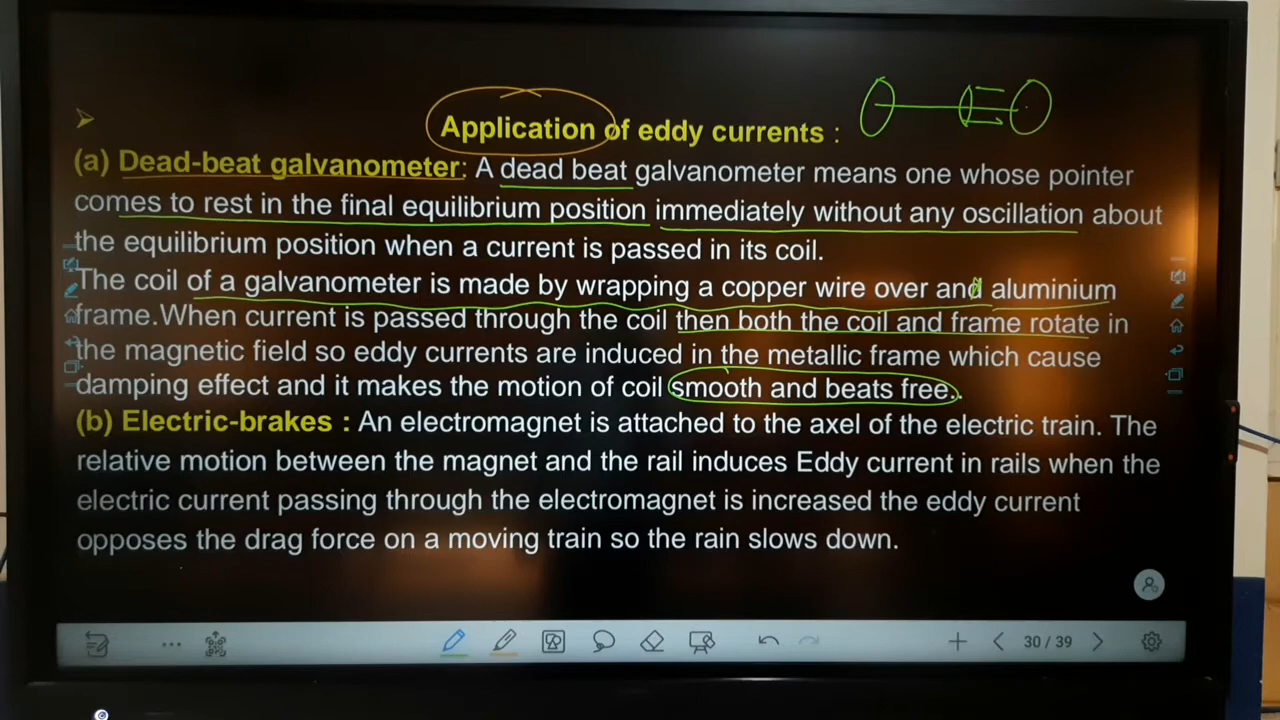 Application of eddy currents :
(a) Dead-beat galvanometer: A dead beat galvanometer means one whose pointer
comes to rest in the final equilibrium position immediately without any oscillation about
the equilibrium position when a current is passed in its coil.
The coil of a galvanometer is made by wrapping a copper wire over and aluminium
frame.When current is passed through the coil then both the coil and frame rotate in
the magnetic field so eddy currents are induced in the metallic frame which cause
damping effect and it makes the motion of coil smooth and beats free..
(b) Electric-brakes : An electromagnet is attached to the axel of the electric train. The
relative motion between the magnet and the rail induces Eddy current in rails when the
electric current passing through the electromagnet is increased the eddy current
opposes the drag force on a moving train so the rain slows down.
30 / 39